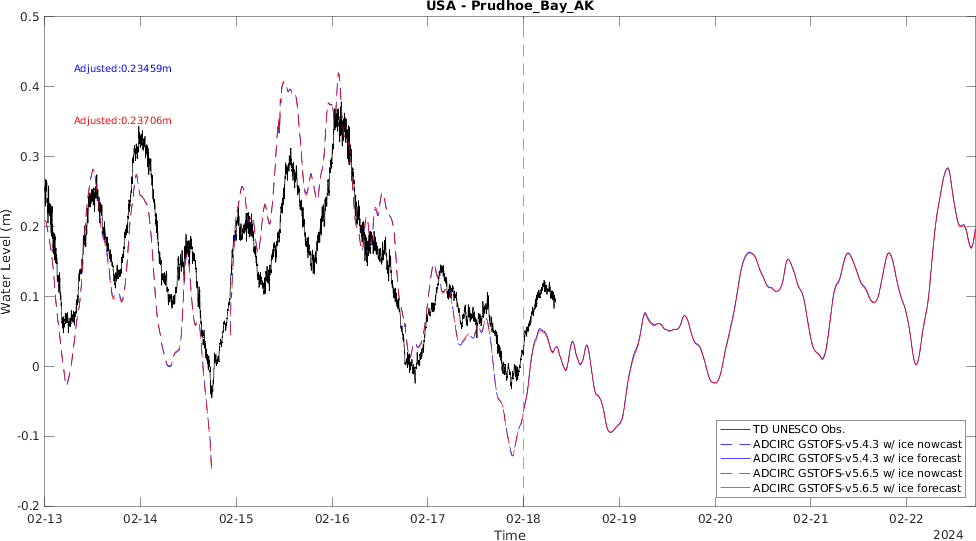 USA - Prudhoe_Bay_AK
0.5
0.4
0.3
0.2
0.1
0
-0.1
-0.2
Water Level (m)
Adjusted:0.23459m
Adjusted:0.23706m
TD UNESCO Obs.
ADCIRC GSTOFS-v5.4.3 w/ ice nowcast
ADCIRC GSTOFS-v5.4.3 w/ ice forecast
ADCIRC GSTOFS-v5.6.5 w/ ice nowcast
ADCIRC GSTOFS-v5.6.5 w/ ice forecast
02-13 02-14 02-15 02-16 02-17 02-18 02-19 02-20 02-21 02-22
Time
2024